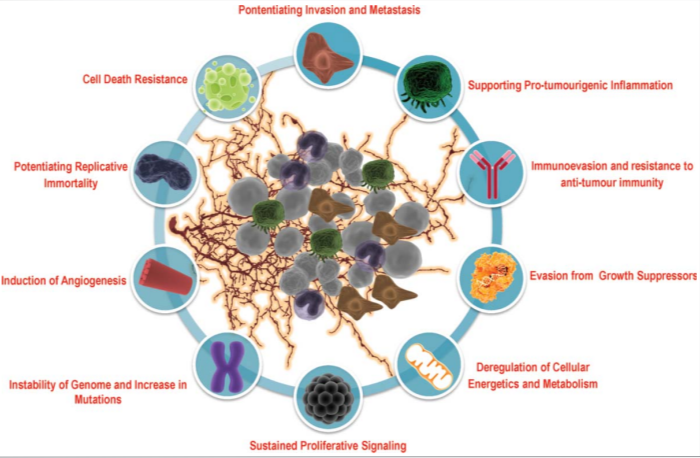 Pontentiating Invasion and Metastasis
Cell Death Resistance
Supporting Pro-tumourigenic Inflammation
Potentiating Replicative
Immortality
Immunoevasion and resistance to
anti-tumour immunity
Induction of Angiogenesis
Evasion from Growth Suppressors
Instability of Genome and Increase in
Mutations
Deregulation of Cellular
Energetics and Metabolism
Sustained Proliferative Signaling